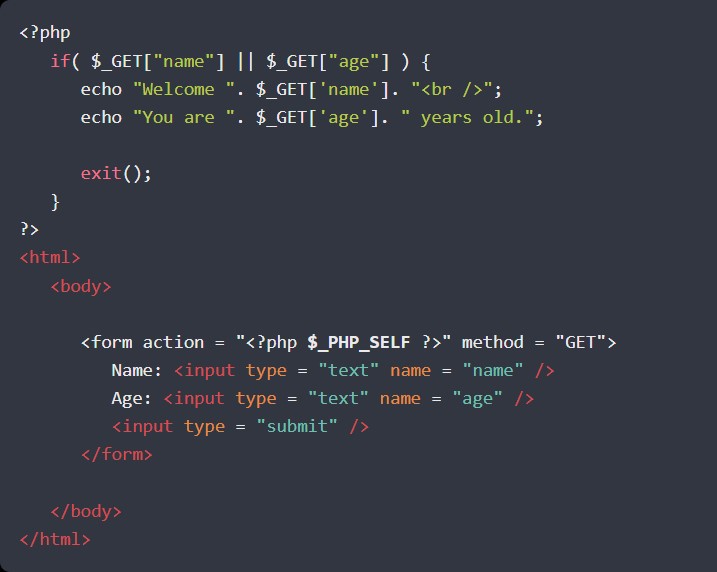 <?php
   if( $_GET["name"] || $_GET["age"] ) {
      echo "Welcome ". $_GET['name']. "<br />";
      echo "You are ". $_GET['age']. " years old.";

      exit();
   }
?>
<html>
   <body>

      <form action = "<?php $_PHP_SELF ?>" method = "GET">
         Name: <input type = "text" name = "name" />
         Age: <input type = "text" name = "age" />
         <input type = "submit" />
      </form>

   </body>
</html>